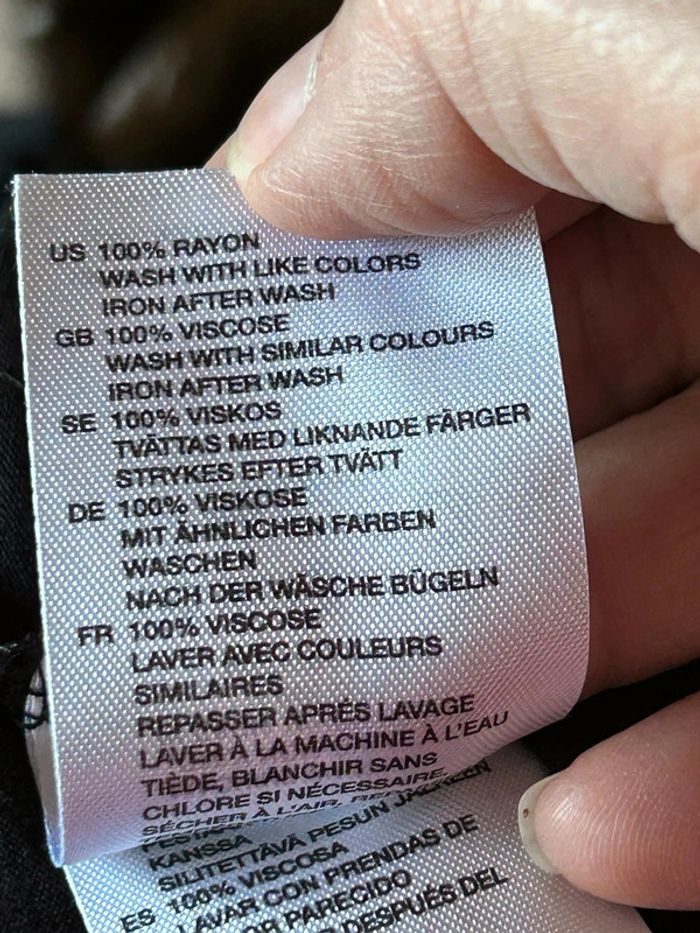 US 100% RAYON
WASH WITH LIKE COLORS
IRON AFTER WASH
GB 100% VISCOSE
WASH WITH SIMILAR COLOURS
IRON AFTER WASH
SE 100% VISKOS
TVÄTTAS MED LIKNANDE FÄRGER
STRYKES EFTER TVÄTT
DE 100% VISKOSE
MIT ÄHNLICHEN FARBEN
WASCHEN
NACH DER WÄSCHE BÜGELN
FR 100% VISCOSE
LAVER AVEC COULEURS
SIMILAIRES
REPASSER APRÉS LAVAGE
LAVER À LA MACHINE À L'EAU
TIÈDE, BLANCHIR SANS
CHLORE SI NÉCESSAIRE,
SÉCHER À L'AIR,
KANSSA
SILITETTÄVÄ PESUN
ES 100% VISCOSA
LAVAR CON PRENDAS DE
PARECIDO
DESPUÉS DEL